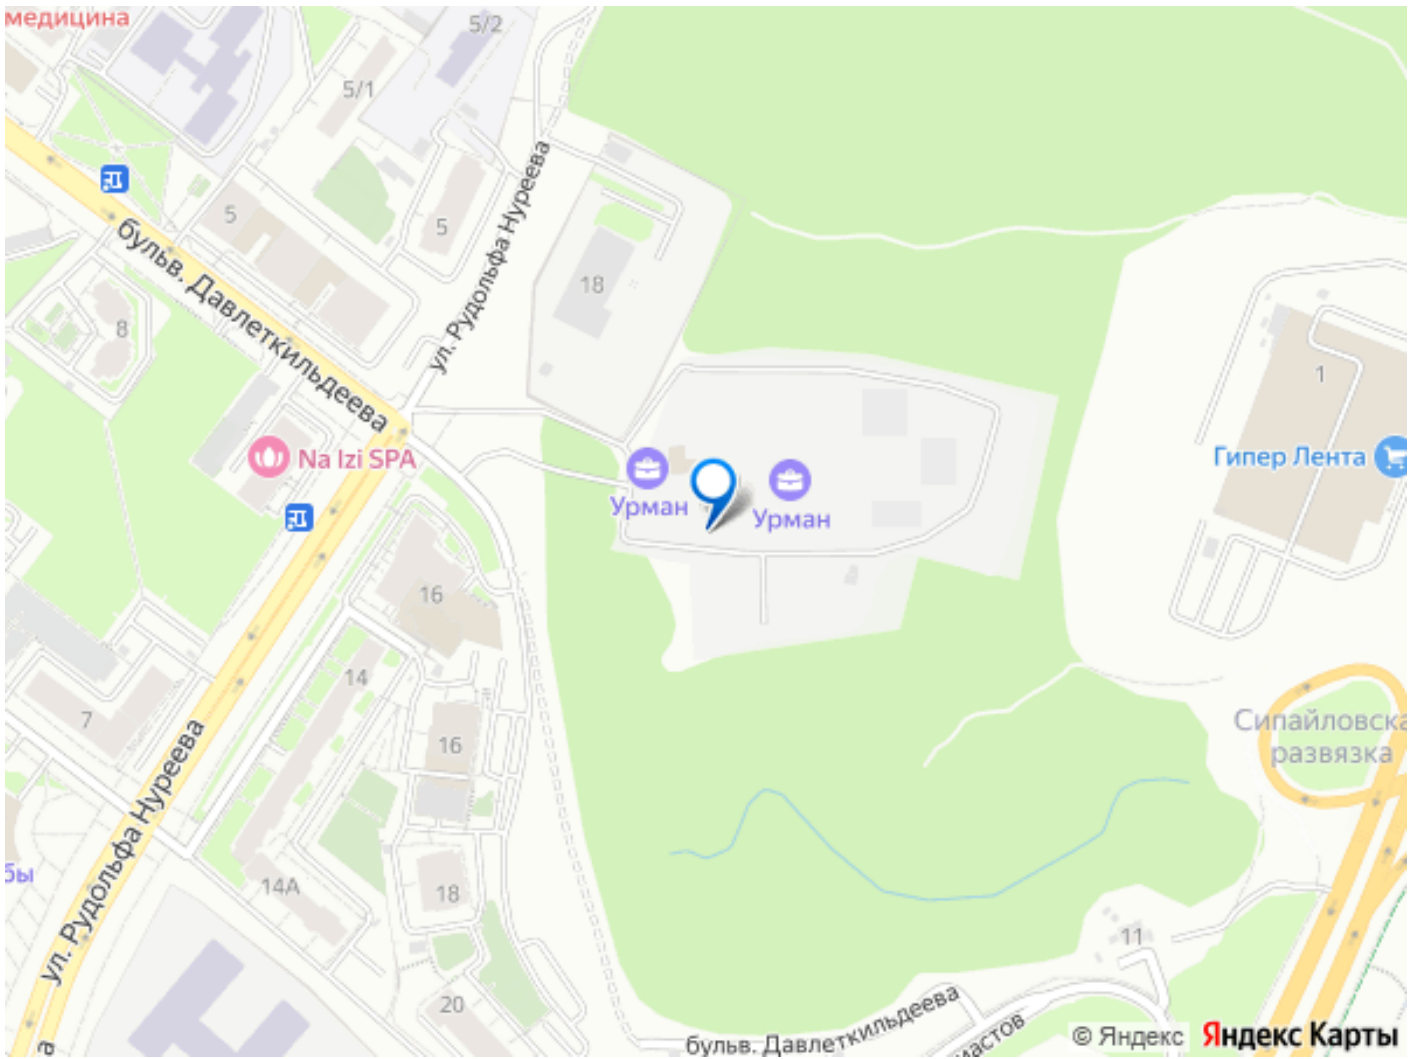 медицина
5/2
5/1
5
5
бульв. Давлеткильдеева
ул. Рудольфа Нуреева
18
8
1
Na Izi SPA
Гипер Лента
Урман
Урман
16
14
7
16
Сипайловска
развязка
ул. Рудольфа Нуреева
бы
14А
18
11
20
бульв. Давлеткильдеева
иастов
а
© Яндекс Яндекс Карты